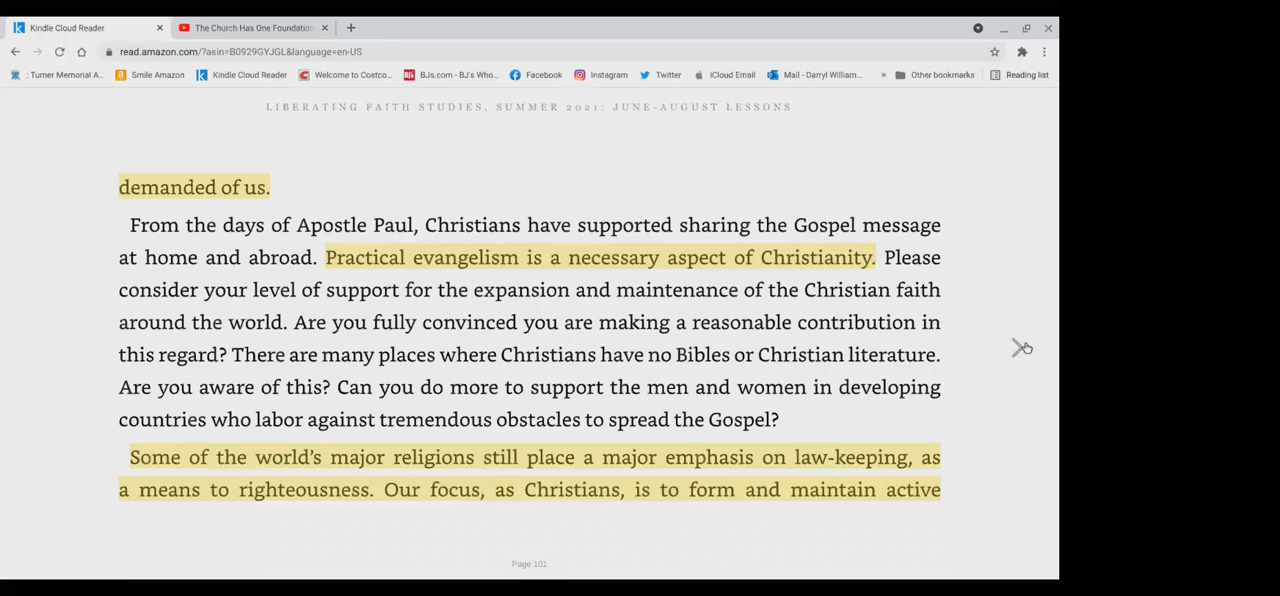 Kindle Cloud Reader
The Church Has One Foundation
read.amazon.com/?asin=B0929GYJGL&language=en-US
: Turner Memorial A...
Smile Amazon
Kindle Cloud Reader
Welcome to Costco...
BJs.com - BJ's Who...
Facebook
Instagram
Twitter
iCloud Email
Mail - Darryl William...
»
Other bookmarks
Reading list
LIBERATING FAITH STUDIES, SUMMER 2021: JUNE-AUGUST LESSONS
demanded of us.
From the days of Apostle Paul, Christians have supported sharing the Gospel message
at home and abroad. Practical evangelism is a necessary aspect of Christianity. Please
consider your level of support for the expansion and maintenance of the Christian faith
around the world. Are you fully convinced you are making a reasonable contribution in
this regard? There are many places where Christians have no Bibles or Christian literature.
Are you aware of this? Can you do more to support the men and women in developing
countries who labor against tremendous obstacles to spread the Gospel?
Some of the world's major religions still place a major emphasis on law-keeping, as
a means to righteousness. Our focus, as Christians, is to form and maintain active
Page 101